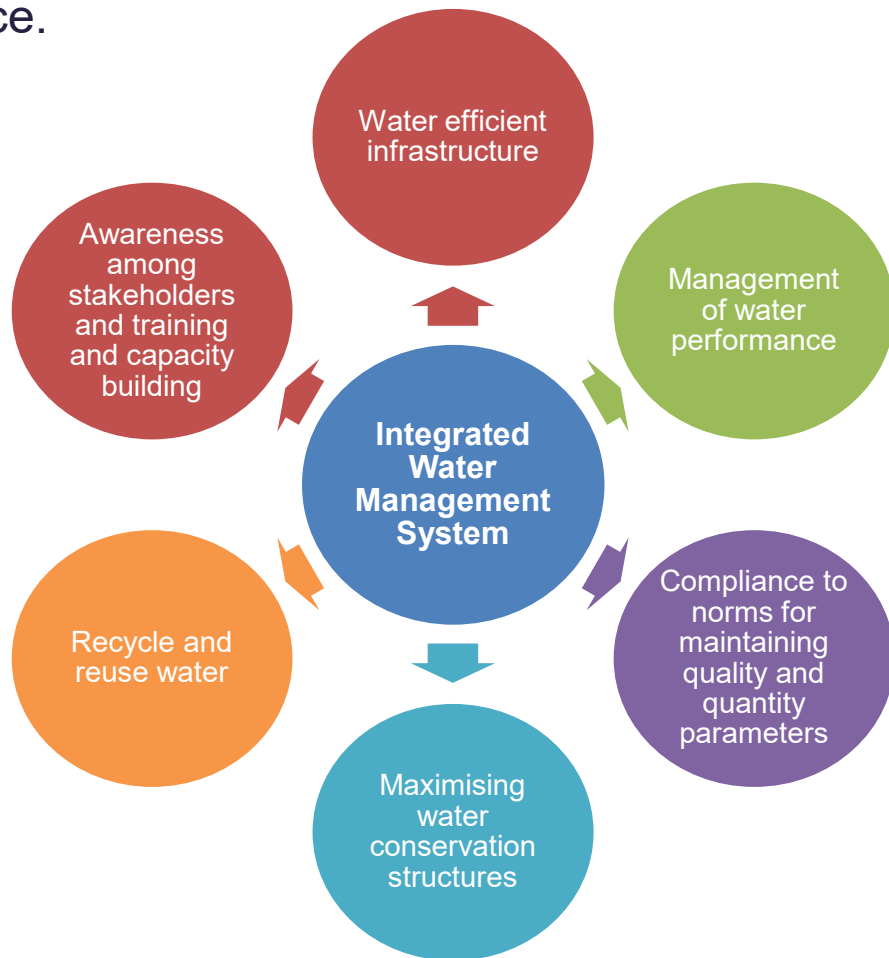 ce.
Water efficient
infrastructure
Awareness
among
stakeholders
and training
and capacity
building
Management
of water
performance
Integrated
Water
Management
System
Recycle and
reuse water
Compliance to
norms for
maintaining
quality and
quantity
parameters
Maximising
water
conservation
structures